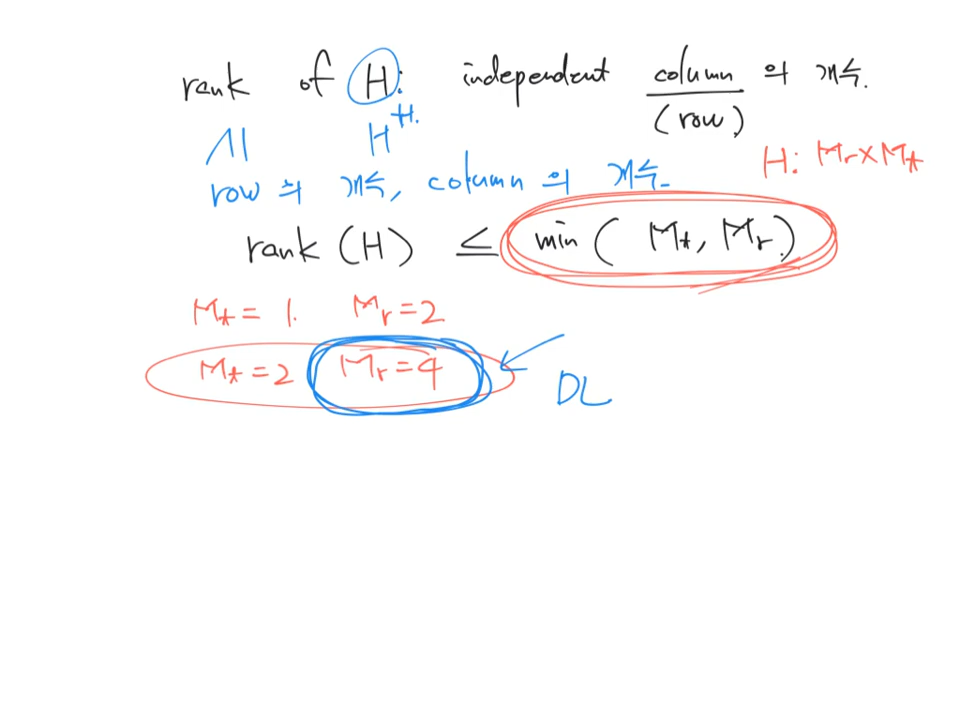 rank of H: independent column 의 개수.
(row)
/\| H^H.
H: Mr×Mt
row 의 개수, column 의 개수.
rank (H) ≤ min ( Mt, Mr )
Mt = 1. Mr = 2
Mt = 2 Mr = 4
DL